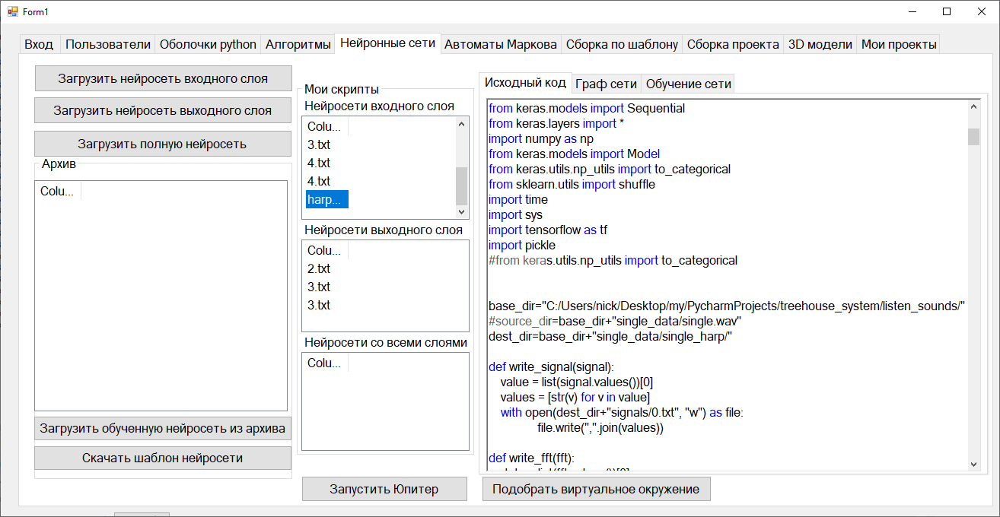 Form1
Вход Пользователи Оболочки python Алгоритмы Нейронные сети Автоматы Маркова Сборка по шаблону Сборка проекта 3D модели Мои проекты
Загрузить нейросеть входного слоя
Загрузить нейросеть выходного слоя
Загрузить полную нейросеть
Архив
Colu...
Загрузить обученную нейросеть из архива
Скачать шаблон нейросети
Мои скрипты
Нейросети входного слоя
Colu...
3.txt
4.txt
4.txt
harp...
Нейросети выходного слоя
Colu...
2.txt
3.txt
3.txt
Нейросети со всеми слоями
Colu...
Запустить Юпитер
Исходный код Граф сети Обучение сети
from keras.models import Sequential
from keras.layers import *
import numpy as np
from keras.models import Model
from keras.utils.np_utils import to_categorical
from sklearn.utils import shuffle
import time
import sys
import tensorflow as tf
import pickle
#from keras.utils.np_utils import to_categorical
base_dir="C:/Users/nick/Desktop/my/PycharmProjects/treehouse_system/listen_sounds/"
#source_dir=base_dir+"single_data/single.wav"
dest_dir=base_dir+"single_data/single_harp/"
def write_signal(signal):
value = list(signal.values())[0]
values = [str(v) for v in value]
with open(dest_dir+"signals/0.txt", "w") as file:
file.write(",".join(values))
def write_fft(fft):
Подобрать виртуальное окружение